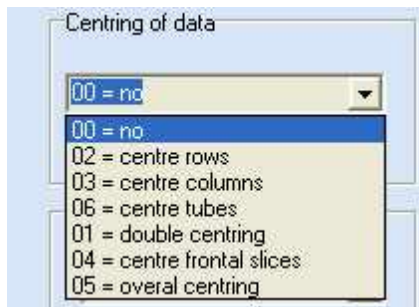 Centring of data
00 = no
00 = no
02 = centre rows
03 = centre columns
06 = centre tubes
01 = double centring
04 = centre frontal slices
05 = overal centring